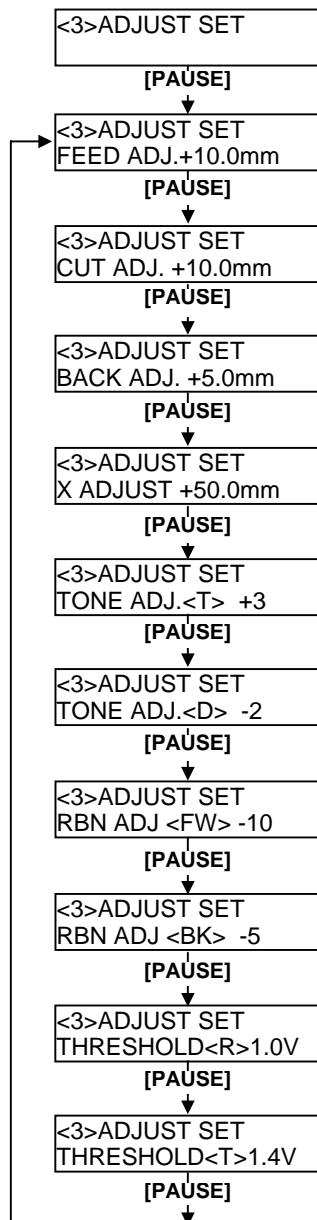 <3>ADJUST SET
[PAUSE]
<3>ADJUST SET
FEED ADJ.+10.0mm
[PAUSE]
<3>ADJUST SET
CUT ADJ. +10.0mm
[PAUSE]
<3>ADJUST SET
BACK ADJ. +5.0mm
[PAUSE]
<3>ADJUST SET
X ADJUST +50.0mm
[PAUSE]
<3>ADJUST SET
TONE ADJ.<T> +3
[PAUSE]
<3>ADJUST SET
TONE ADJ.<D> -2
[PAUSE]
<3>ADJUST SET
RBN ADJ <FW> -10
[PAUSE]
<3>ADJUST SET
RBN ADJ <BK> -5
[PAUSE]
<3>ADJUST SET
THRESHOLD<R>1.0V
[PAUSE]
<3>ADJUST SET
THRESHOLD<T>1.4V
[PAUSE]